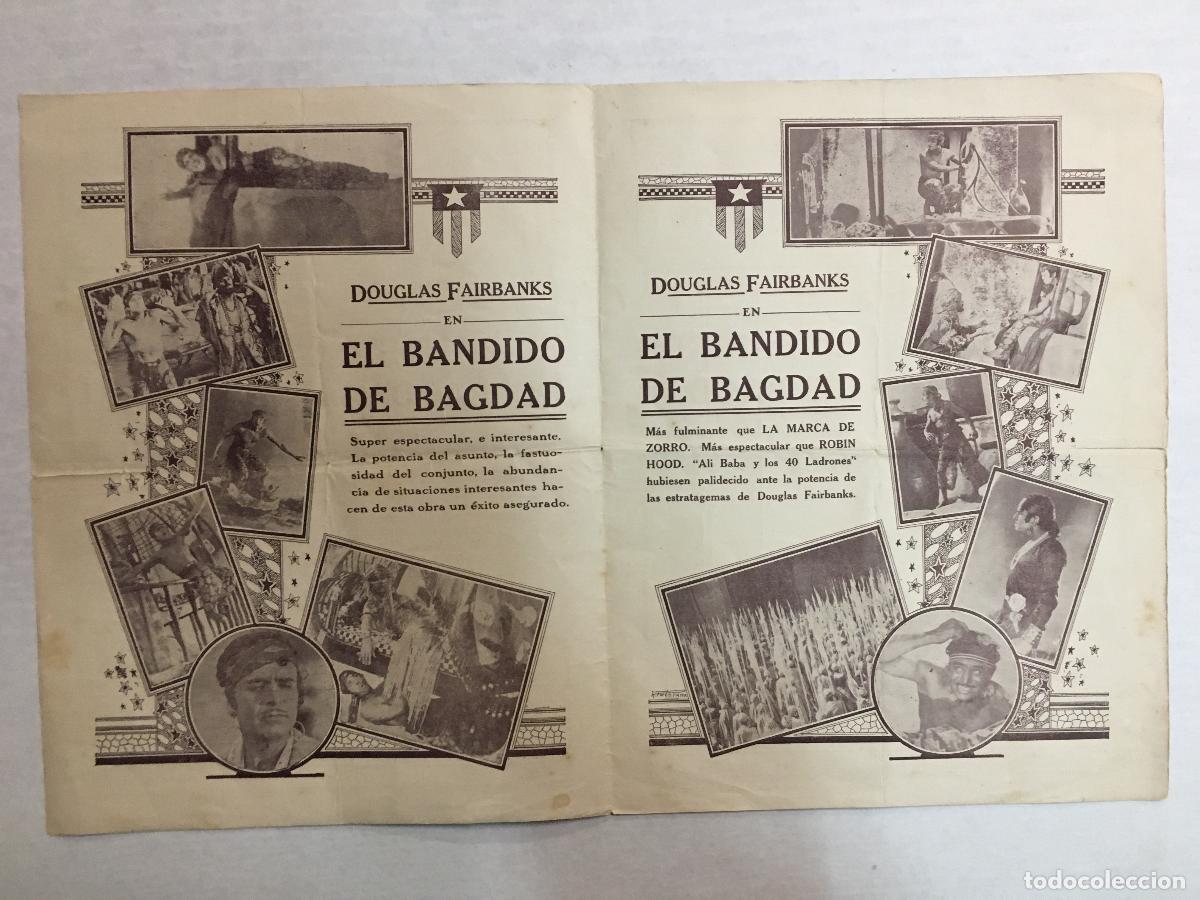 DOUGLAS FAIRBANKS
EN
EL BANDIDO
DE BAGDAD
Super espectacular, e interesante.
La potencia del asunto, la fastuo-
sidad del conjunto, la abundan-
cia de situaciones interesantes ha-
cen de esta obra un éxito asegurado.
DOUGLAS FAIRBANKS
EN
EL BANDIDO
DE BAGDAD
Más fulminante que LA MARCA DE
ZORRO. Más espectacular que ROBIN
HOOD. "Ali Baba y los 40 Ladrones"
hubiesen palidecido ante la potencia de
las estratagemas de Douglas Fairbanks.
todocoleccion